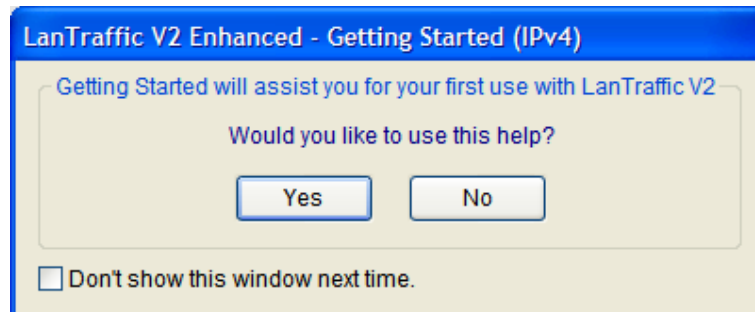 LanTraffic V2 Enhanced - Getting Started (IPv4)
Getting Started will assist you for your first use with LanTraffic V2
Would you like to use this help?
Yes No
Don't show this window next time.